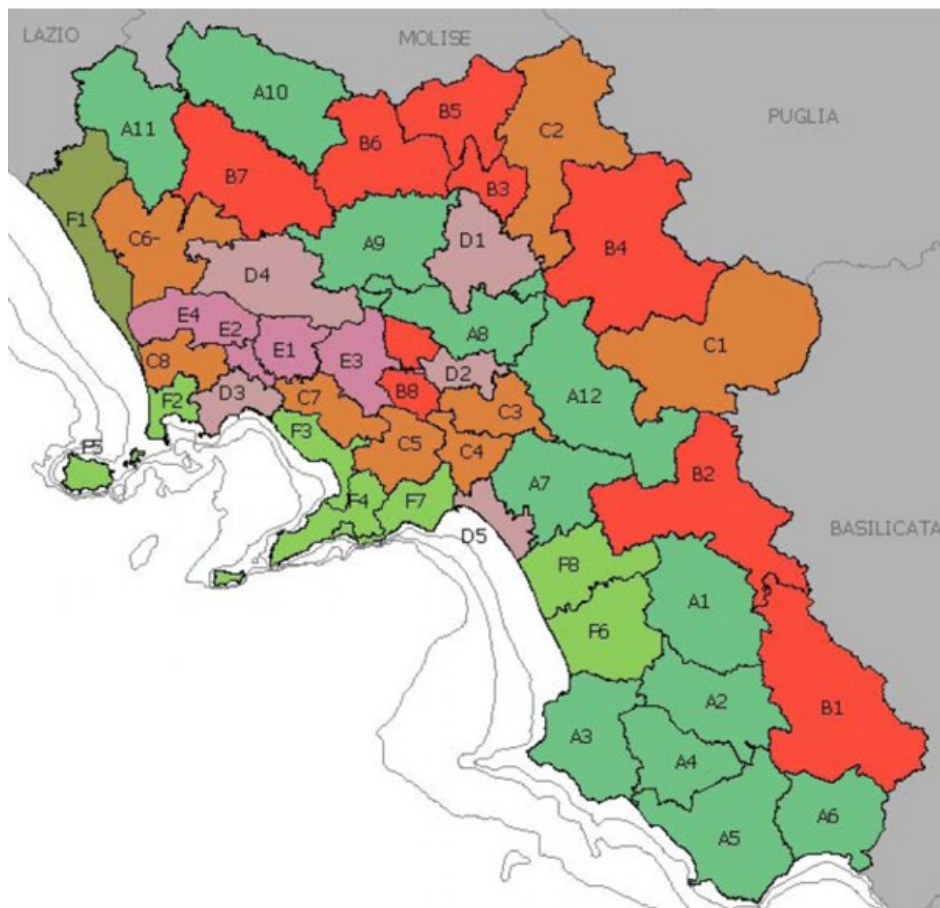 LAZIO
MOLISE
A10
B5
A11
B6
C2
PUGLIA
B7
B3
F1
C6-
A9
D1
B4
D4
E4
E2
A8
E1
E3
C1
C8
D2
D3
C7
B8
C3
A12
F2
F3
C5
C4
P5
A7
B2
F4
F7
D5
BASILICATA
F8
A1
F6
A2
B1
A3
A4
A5
A6